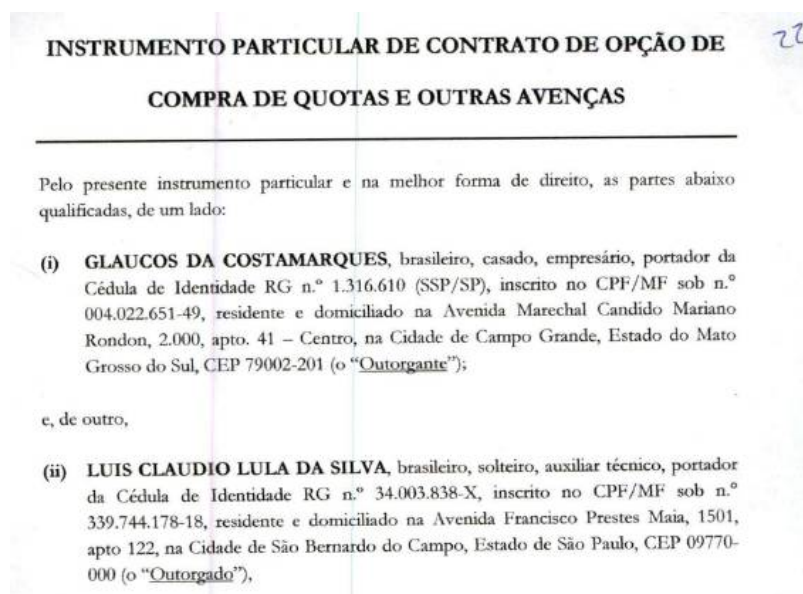 INSTRUMENTO PARTICULAR DE CONTRATO DE OPÇÃO DE
COMPRA DE QUOTAS E OUTRAS AVENÇAS
Pelo presente instrumento particular e na melhor forma de direito, as partes abaixo
qualificadas, de um lado:
(i) GLAUCOS DA COSTAMARQUES, brasileiro, casado, empresário, portador da
Cédula de Identidade RG n.º 1.316.610 (SSP/SP), inscrito no CPF/MF sob n.º
004.022.651-49, residente e domiciliado na Avenida Marechal Candido Mariano
Rondon, 2.000, apto. 41 – Centro, na Cidade de Campo Grande, Estado do Mato
Grosso do Sul, CEP 79002-201 (o “Outorgante”);
e, de outro,
(ii) LUIS CLAUDIO LULA DA SILVA, brasileiro, solteiro, auxiliar técnico, portador
da Cédula de Identidade RG n.º 34.003.838-X, inscrito no CPF/MF sob n.º
339.744.178-18, residente e domiciliado na Avenida Francisco Prestes Maia, 1501,
apto 122, na Cidade de São Bernardo do Campo, Estado de São Paulo, CEP 09770-
000 (o “Outorgado”),